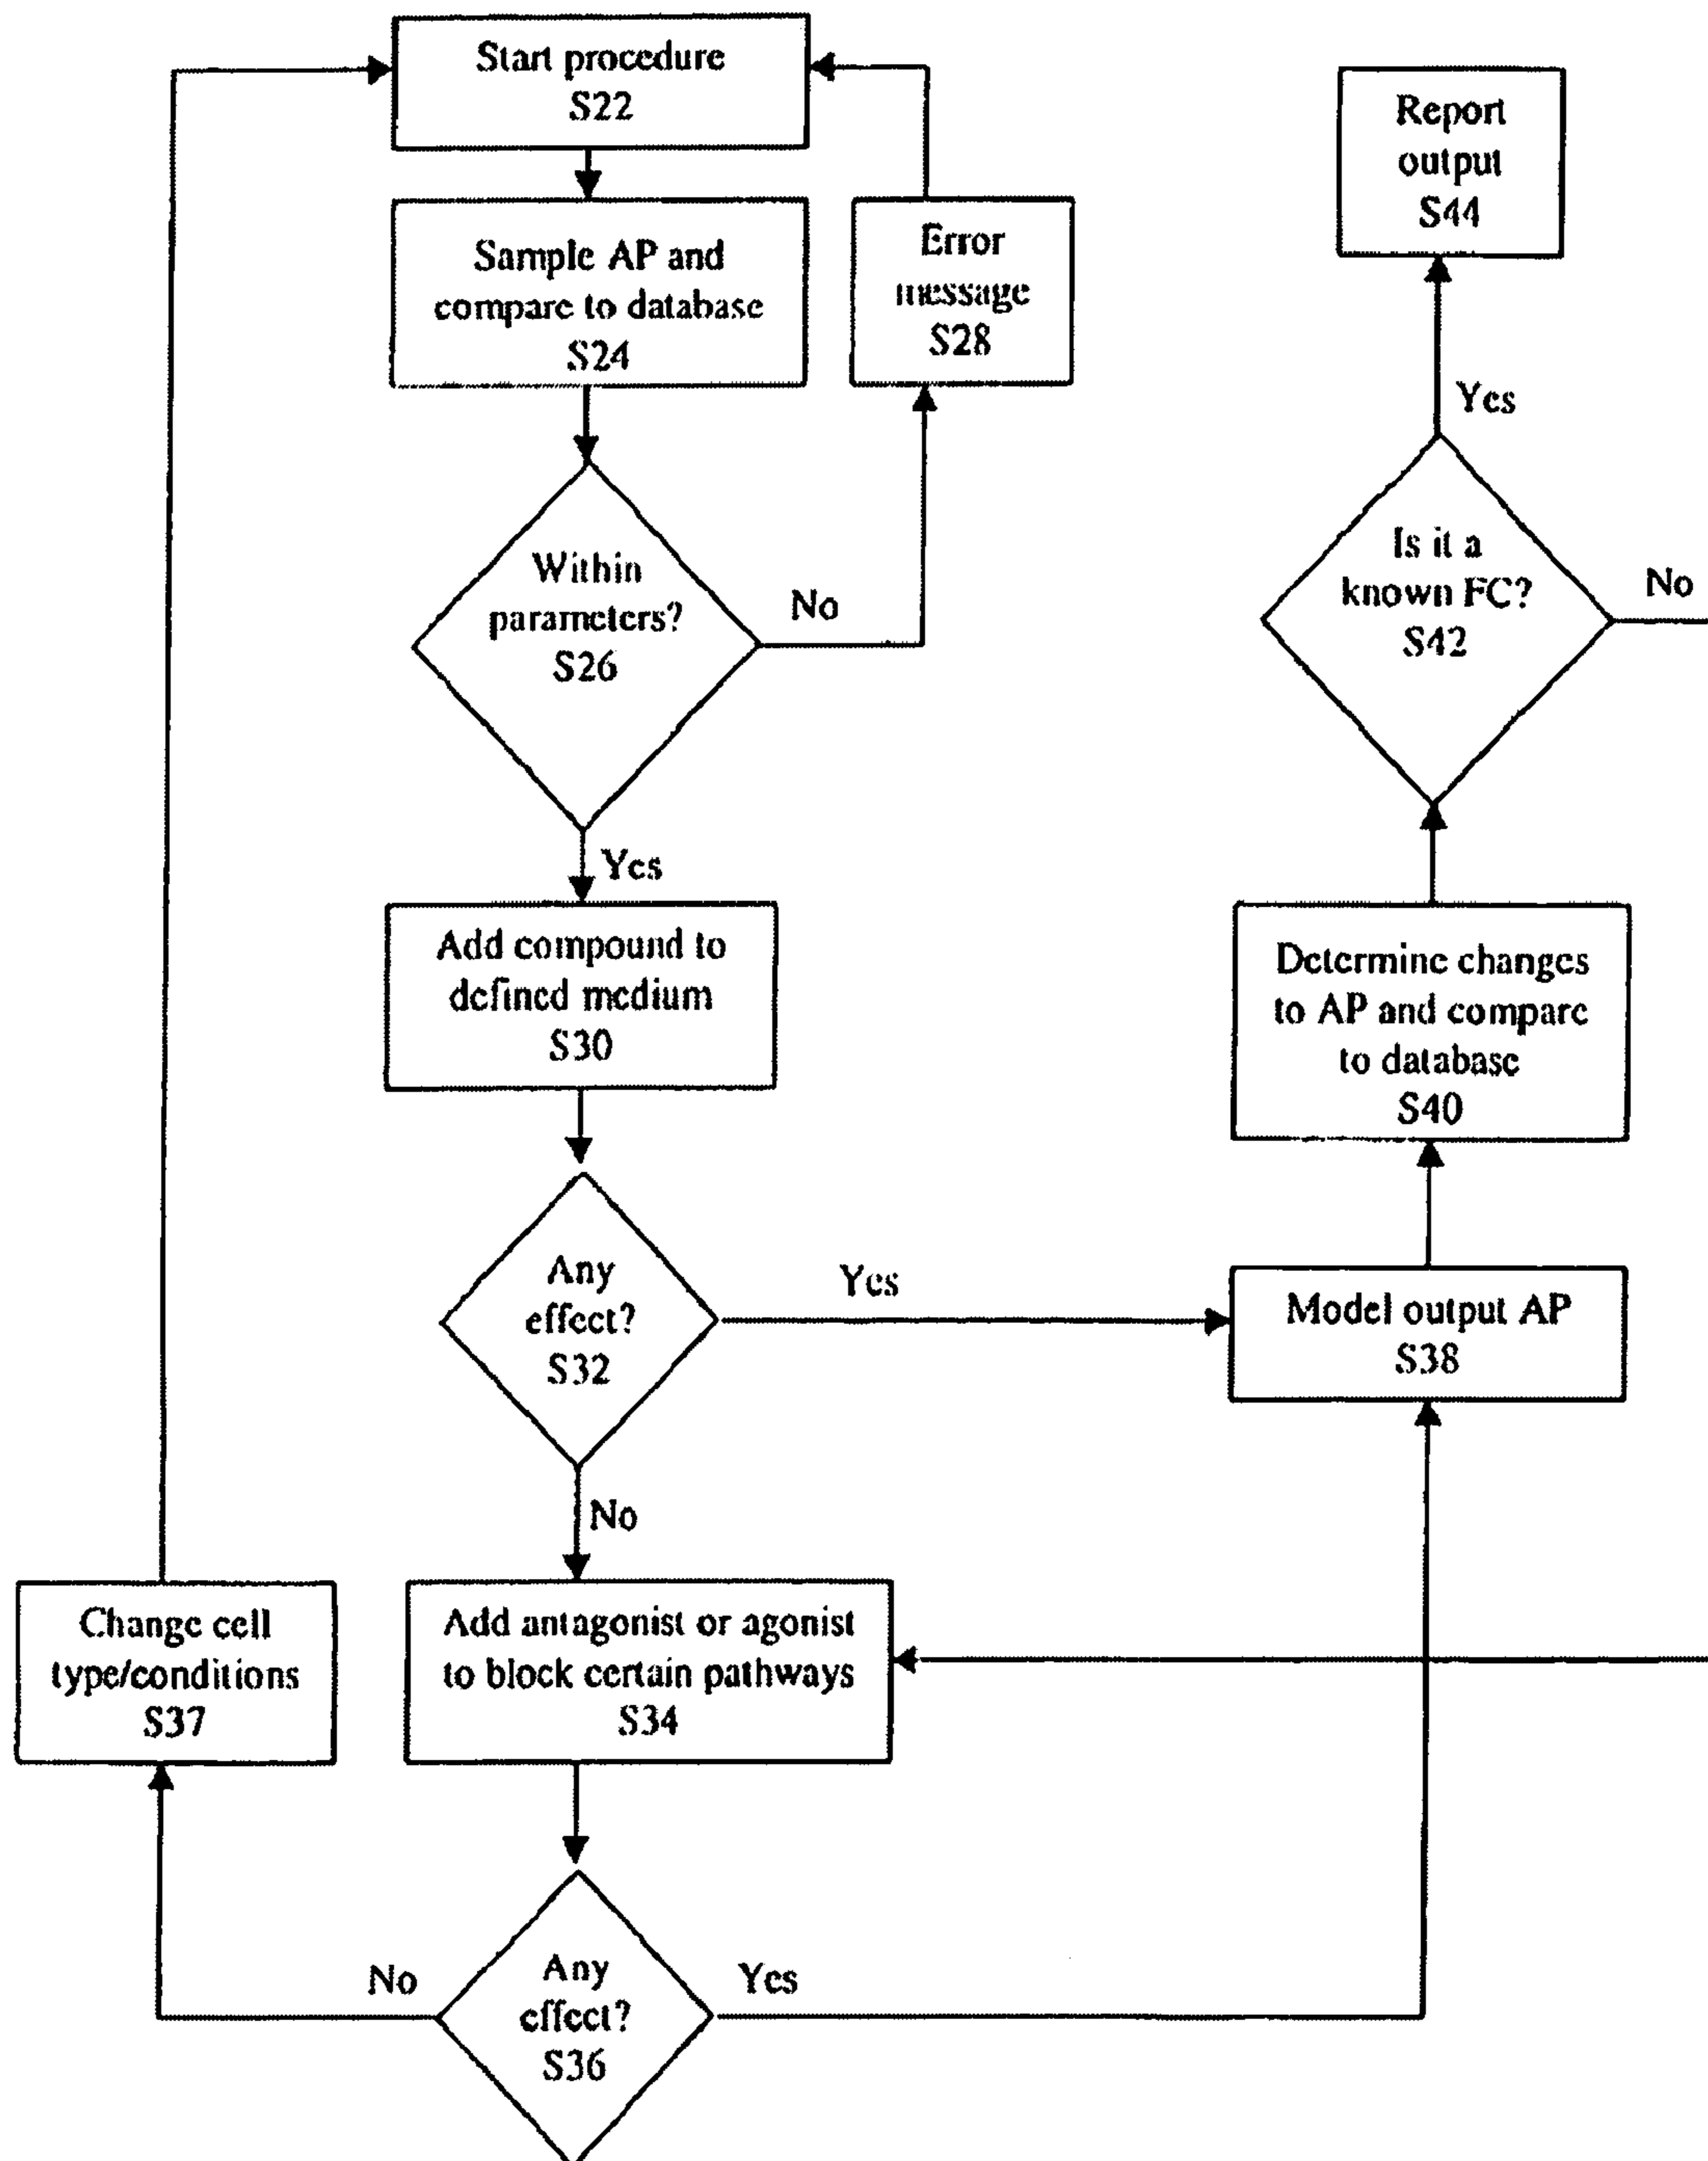 Start procedure
S22
Sample AP and
compare to database
S24
Error
message
S28
Within
parameters?
S26
No
Yes
Add compound to
defined medium
S30
Any
effect?
S32
Yes
No
Add antagonist or agonist
to block certain pathways
S34
Change cell
type/conditions
S37
Any
effect?
S36
No
Yes
Model output AP
S38
Determine changes
to AP and compare
to database
S40
Is it a
known FC?
S42
No
Yes
Report
output
S44